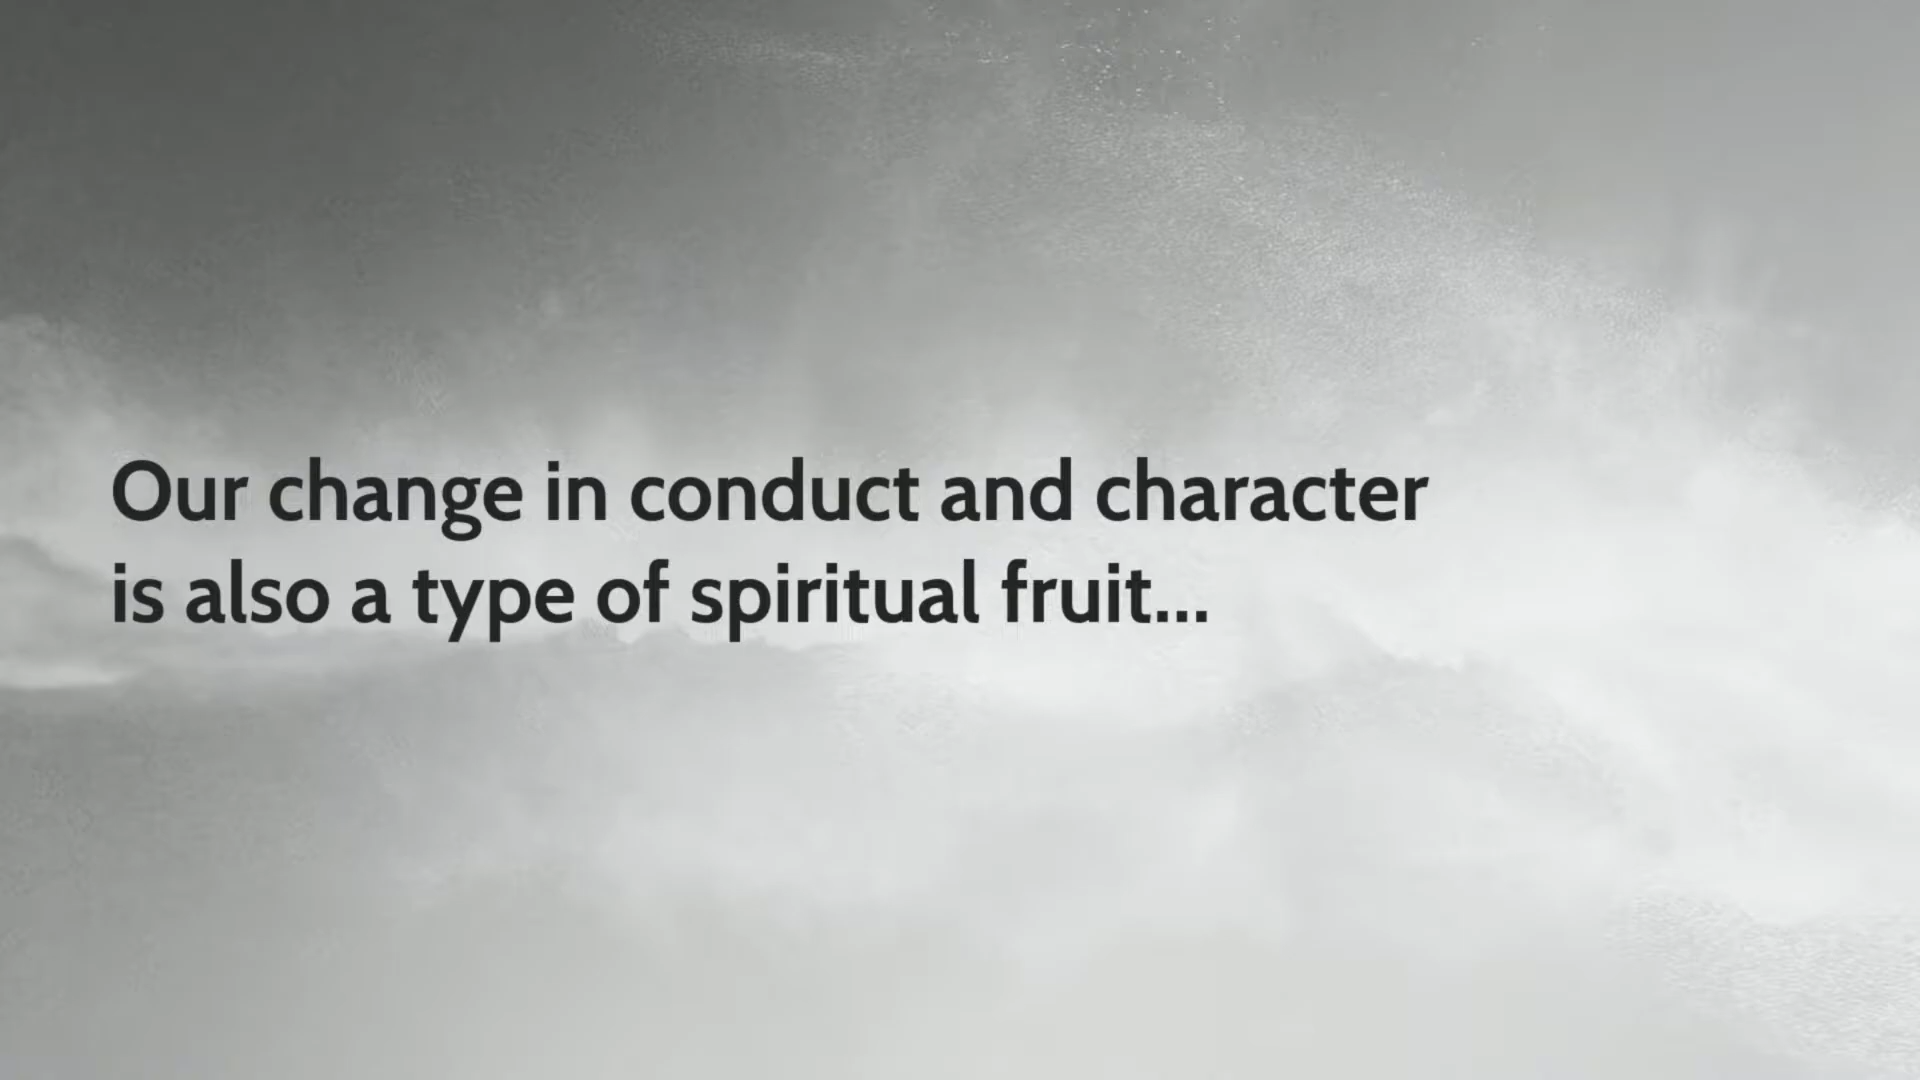 Our change in conduct and character
is also a type of spiritual fruit...